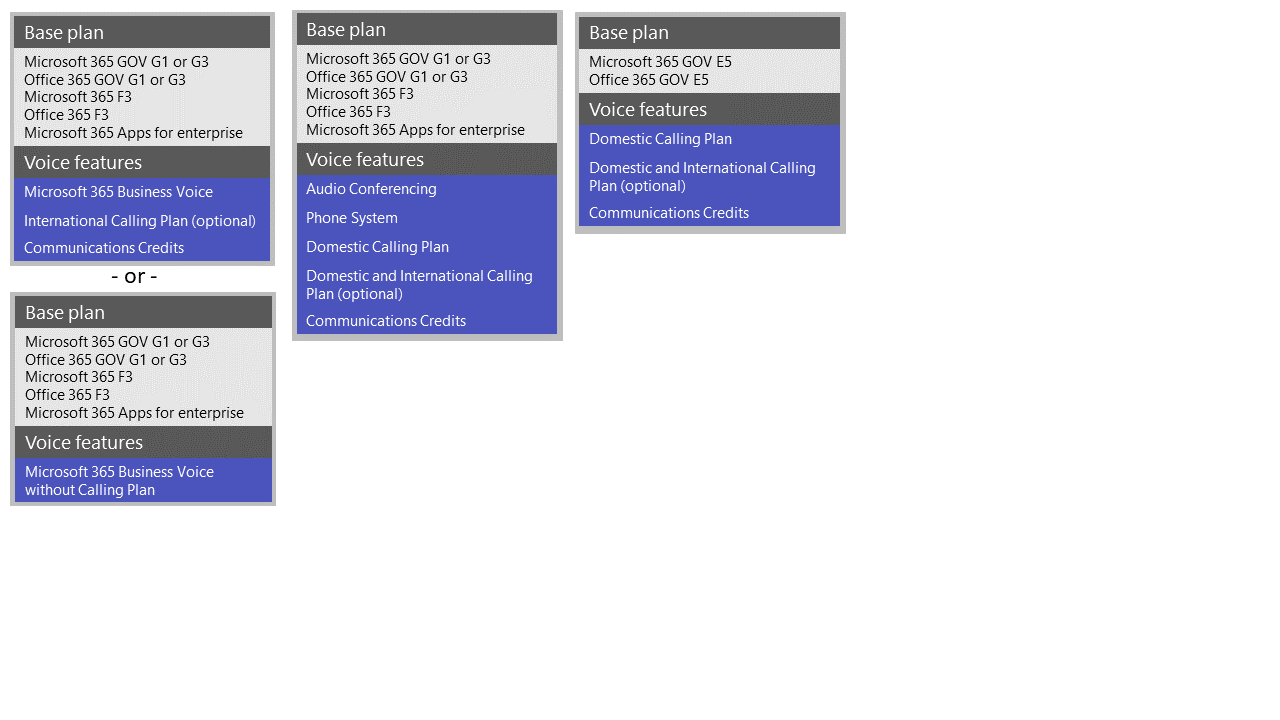 Base plan
Microsoft 365 GOV G1 or G3
Office 365 GOV G1 or G3
Microsoft 365 F3
Office 365 F3
Microsoft 365 Apps for enterprise
Voice features
Microsoft 365 Business Voice
International Calling Plan (optional)
Communications Credits
- or -
Base plan
Microsoft 365 GOV G1 or G3
Office 365 GOV G1 or G3
Microsoft 365 F3
Office 365 F3
Microsoft 365 Apps for enterprise
Voice features
Microsoft 365 Business Voice
without Calling Plan
Base plan
Microsoft 365 GOV G1 or G3
Office 365 GOV G1 or G3
Microsoft 365 F3
Office 365 F3
Microsoft 365 Apps for enterprise
Voice features
Audio Conferencing
Phone System
Domestic Calling Plan
Domestic and International Calling
Plan (optional)
Communications Credits
Base plan
Microsoft 365 GOV E5
Office 365 GOV E5
Voice features
Domestic Calling Plan
Domestic and International Calling
Plan (optional)
Communications Credits